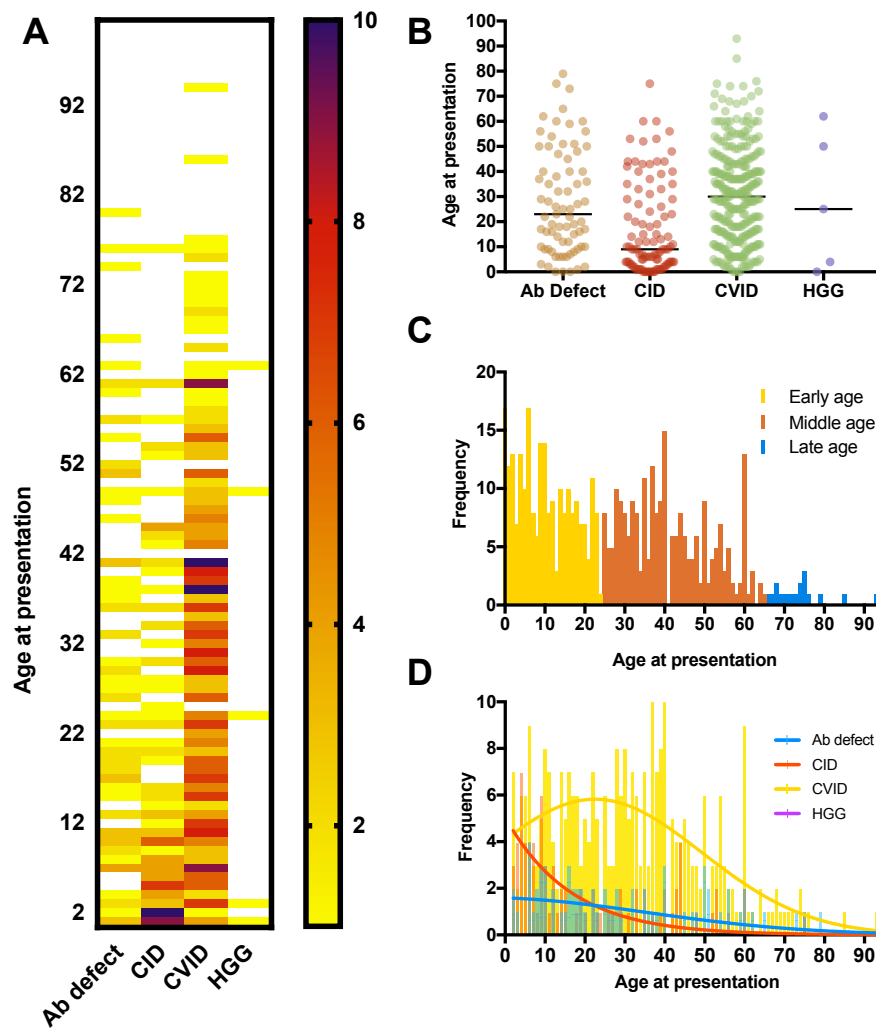 A
Age at presentation
92
82
72
62
52
42
32
22
12
2
Ab defect
CID
CVID
HGG
10
8
6
4
2
B
Age at presentation
100
90
80
70
60
50
40
30
20
10
0
Ab Defect
CID
CVID
HGG
C
Frequency
20
15
10
5
0
Early age
Middle age
Late age
0 10 20 30 40 50 60 70 80 90
Age at presentation
D
Frequency
10
8
6
4
2
0
Ab defect
CID
CVID
HGG
0 10 20 30 40 50 60 70 80 90
Age at presentation